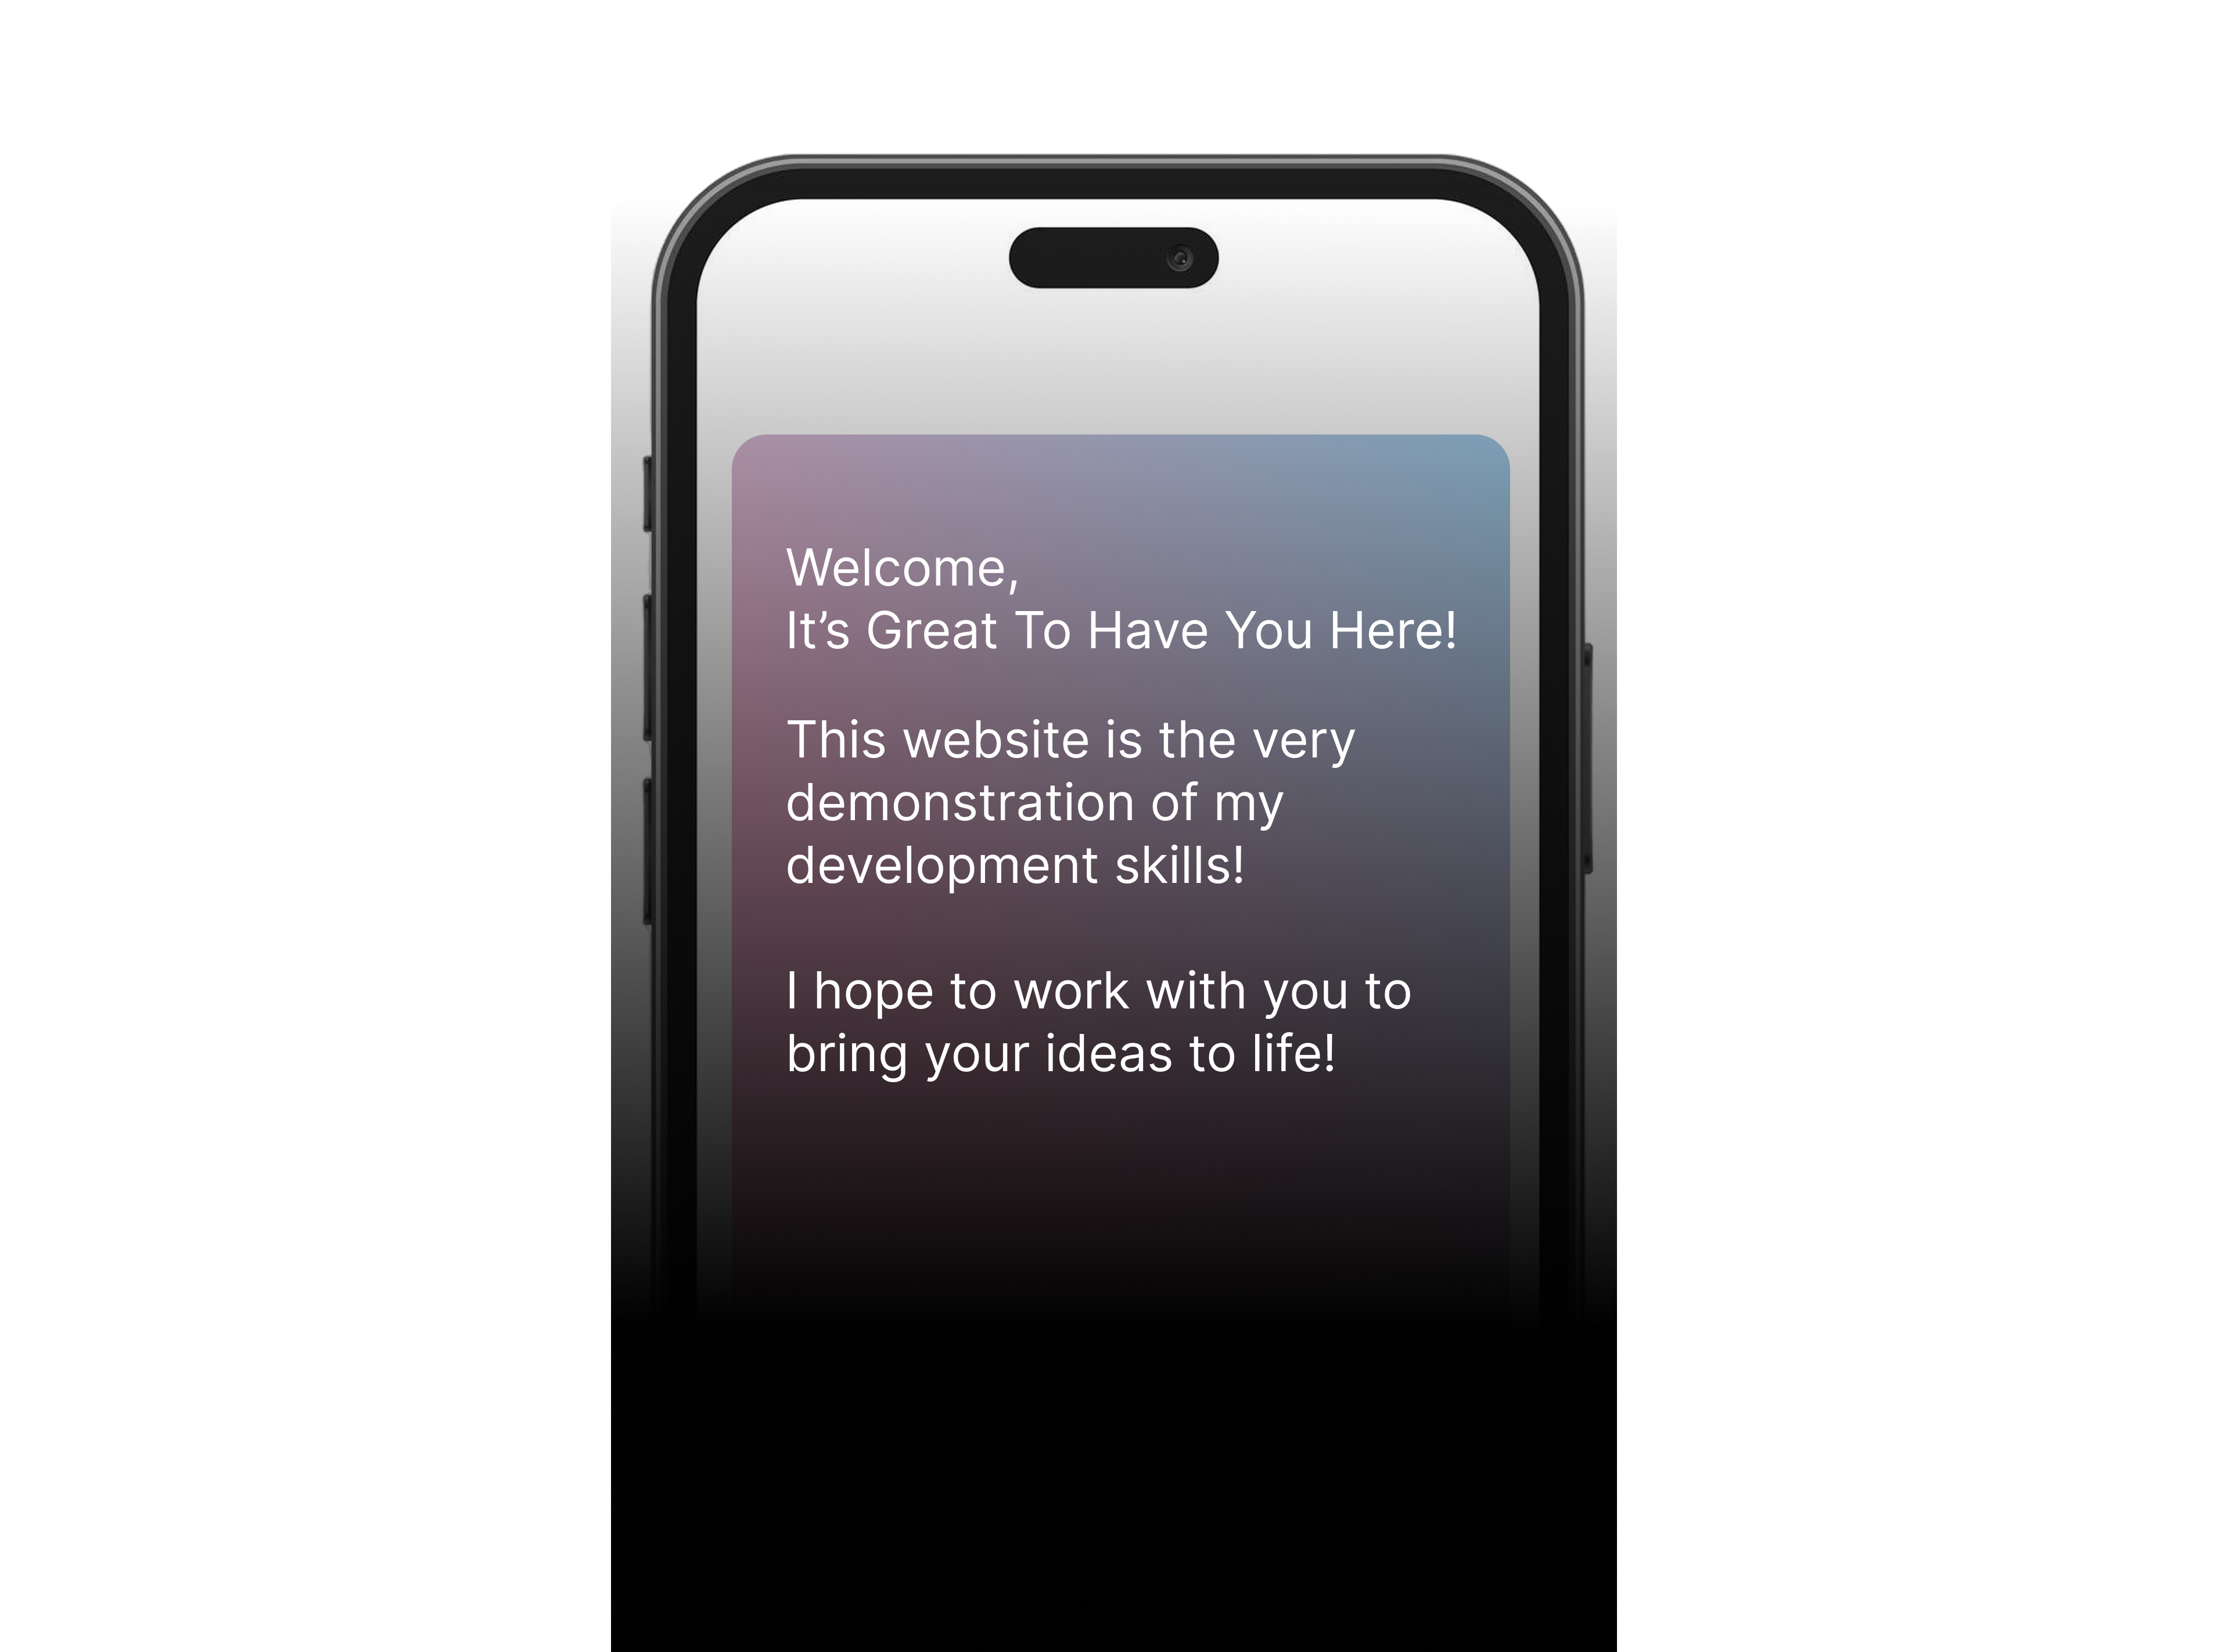 Welcome,
It’s Great To Have You Here!
This website is the very
demonstration of my
development skills!
I hope to work with you to
bring your ideas to life!